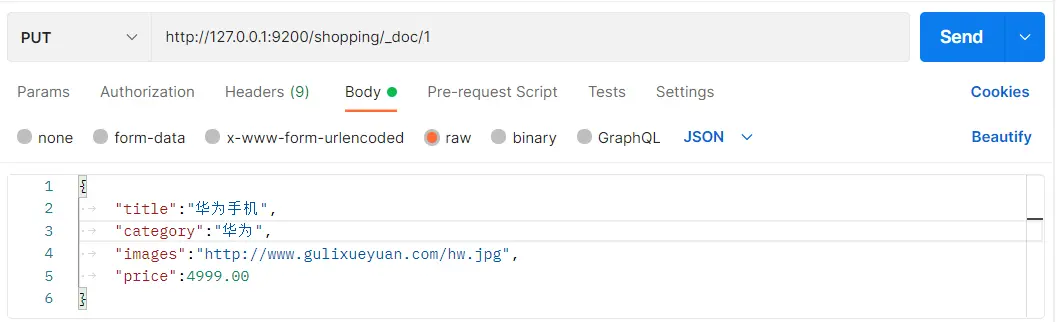 PUT http://127.0.0.1:9200/shopping/_doc/1 Send
Params Authorization Headers (9) Body Pre-request Script Tests Settings Cookies
none form-data x-www-form-urlencoded raw binary GraphQL JSON Beautify
1 {
2 "title":"华为手机",
3 "category":"华为",
4 "images":"http://www.gulixueyuan.com/hw.jpg",
5 "price":4999.00
6 }